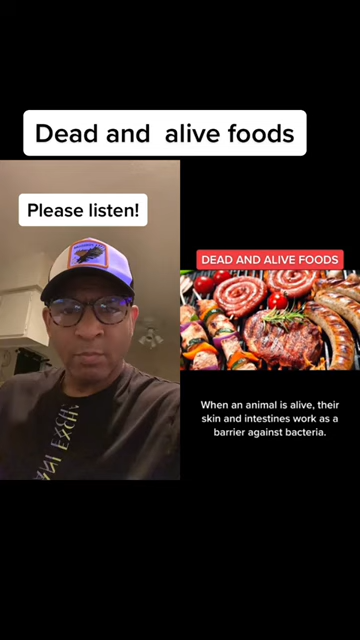 Dead and alive foods
Please listen!
DEAD AND ALIVE FOODS
When an animal is alive, their
skin and intestines work as a
barrier against bacteria.